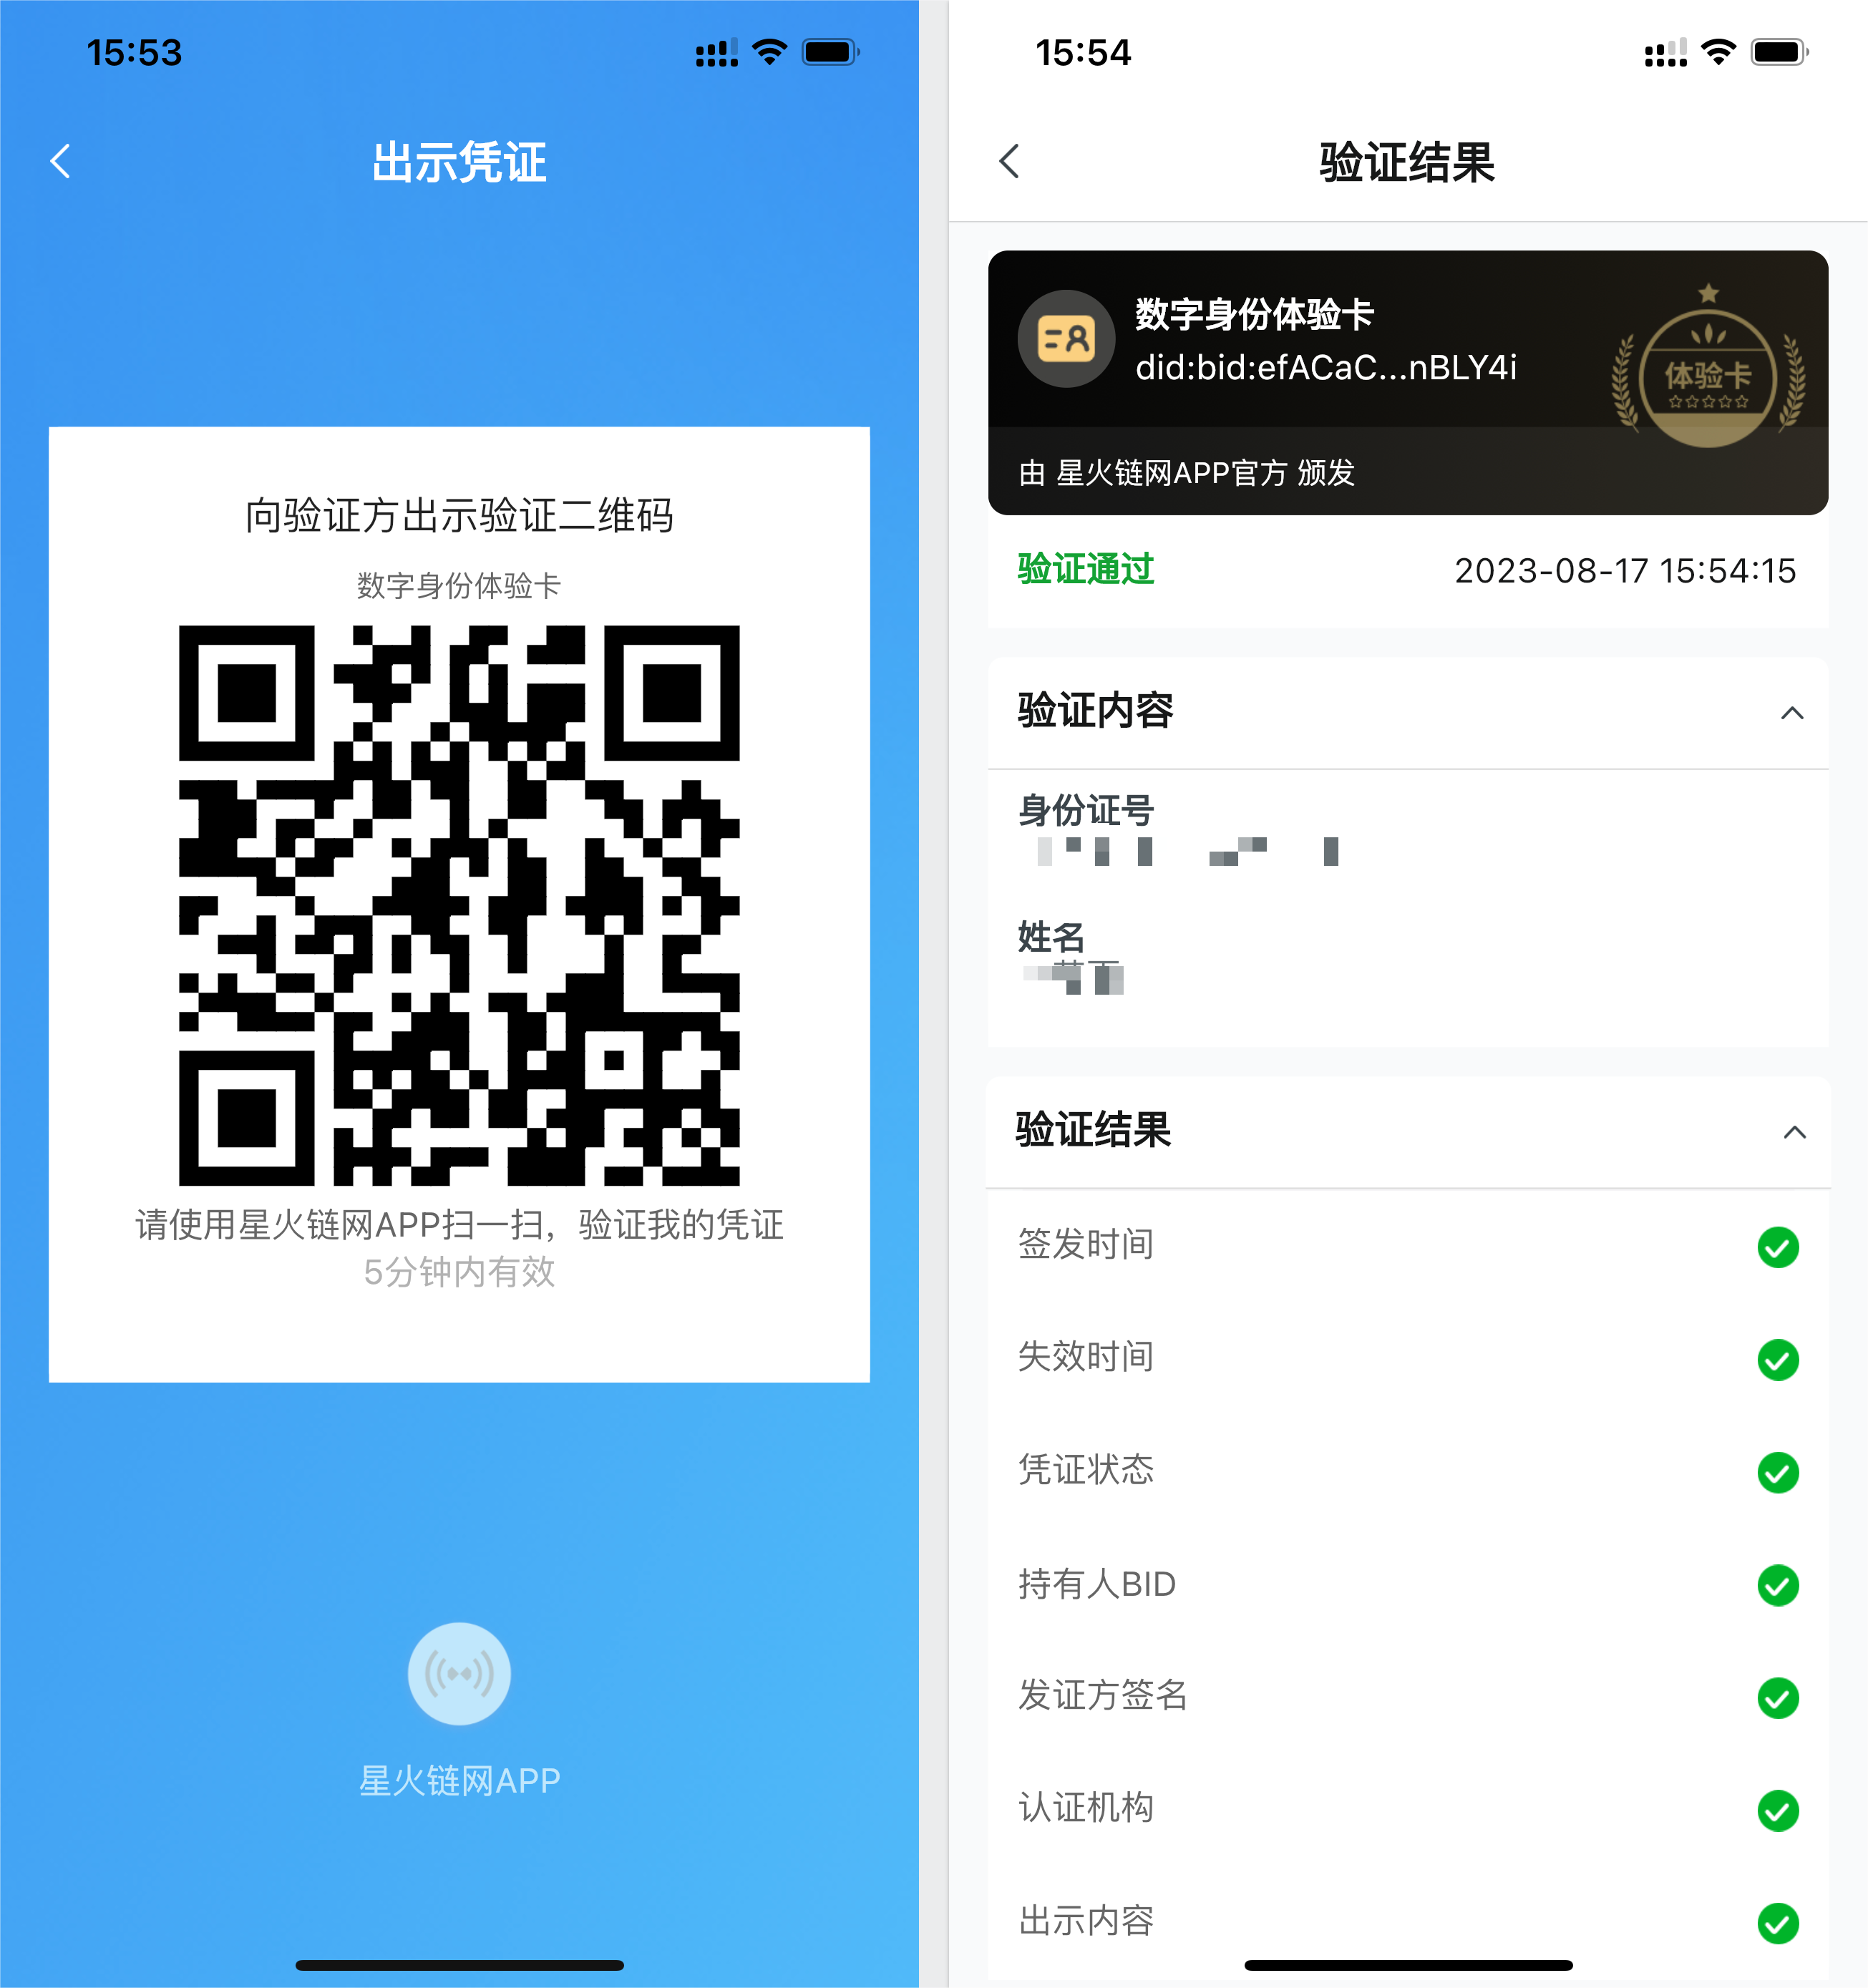 15:53
出示凭证
向验证方出示验证二维码
数字身份体验卡
请使用星火链网APP扫一扫，验证我的凭证
5分钟内有效
星火链网APP
15:54
验证结果
数字身份体验卡
did:bid:efACaC...nBLY4i
体验卡
由 星火链网APP官方 颁发
验证通过
2023-08-17 15:54:15
验证内容
身份证号
姓名
验证结果
签发时间
失效时间
凭证状态
持有人BID
发证方签名
认证机构
出示内容